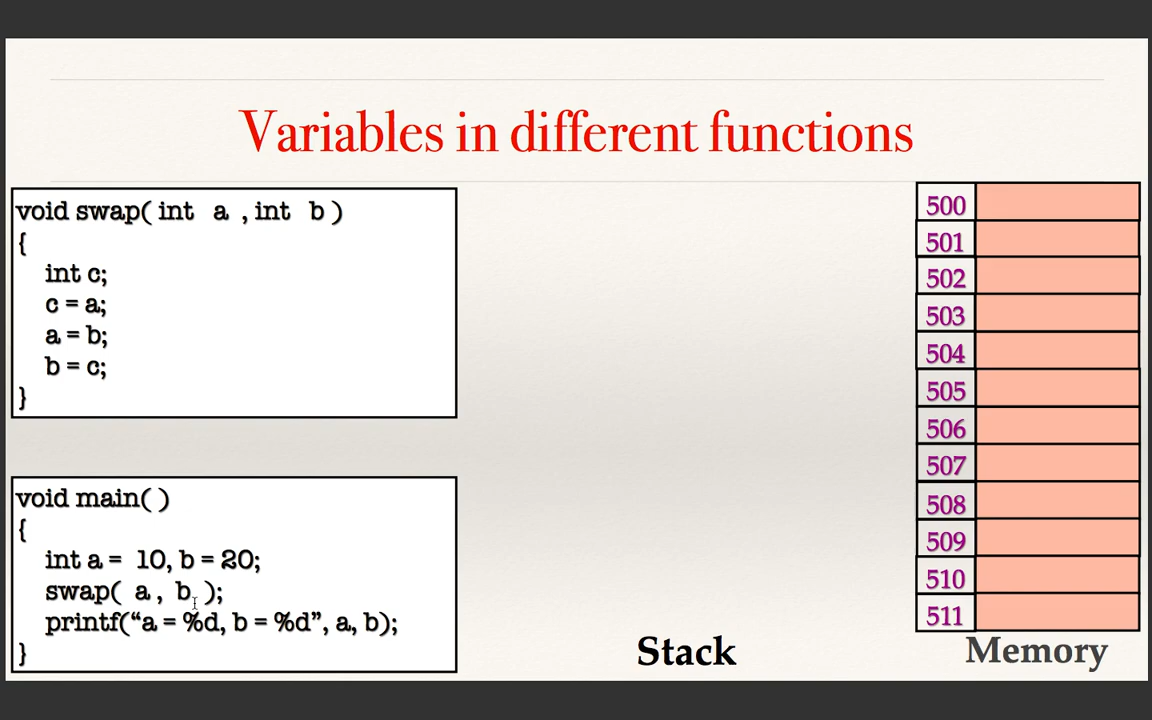 Variables in different functions
void swap( int a , int b )
{
int c;
c = a;
a = b;
b = c;
}
void main( )
{
int a = 10, b = 20;
swap( a , b );
printf(“a = %d, b = %d”, a, b);
}
Stack
500
501
502
503
504
505
506
507
508
509
510
511
Memory